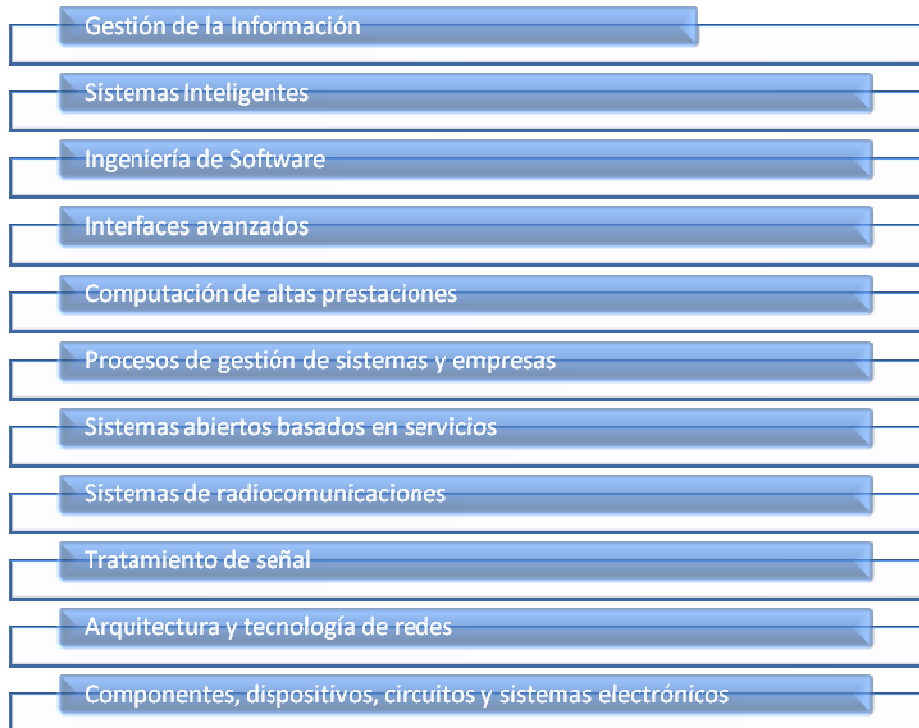 Gestión de la Información
Sistemas Inteligentes
Ingeniería de Software
Interfaces avanzados
Computación de altas prestaciones
Procesos de gestión de sistemas y empresas
Sistemas abiertos basados en servicios
Sistemas de radiocomunicaciones
Tratamiento de señal
Arquitectura y tecnología de redes
Componentes, dispositivos, circuitos y sistemas electrónicos